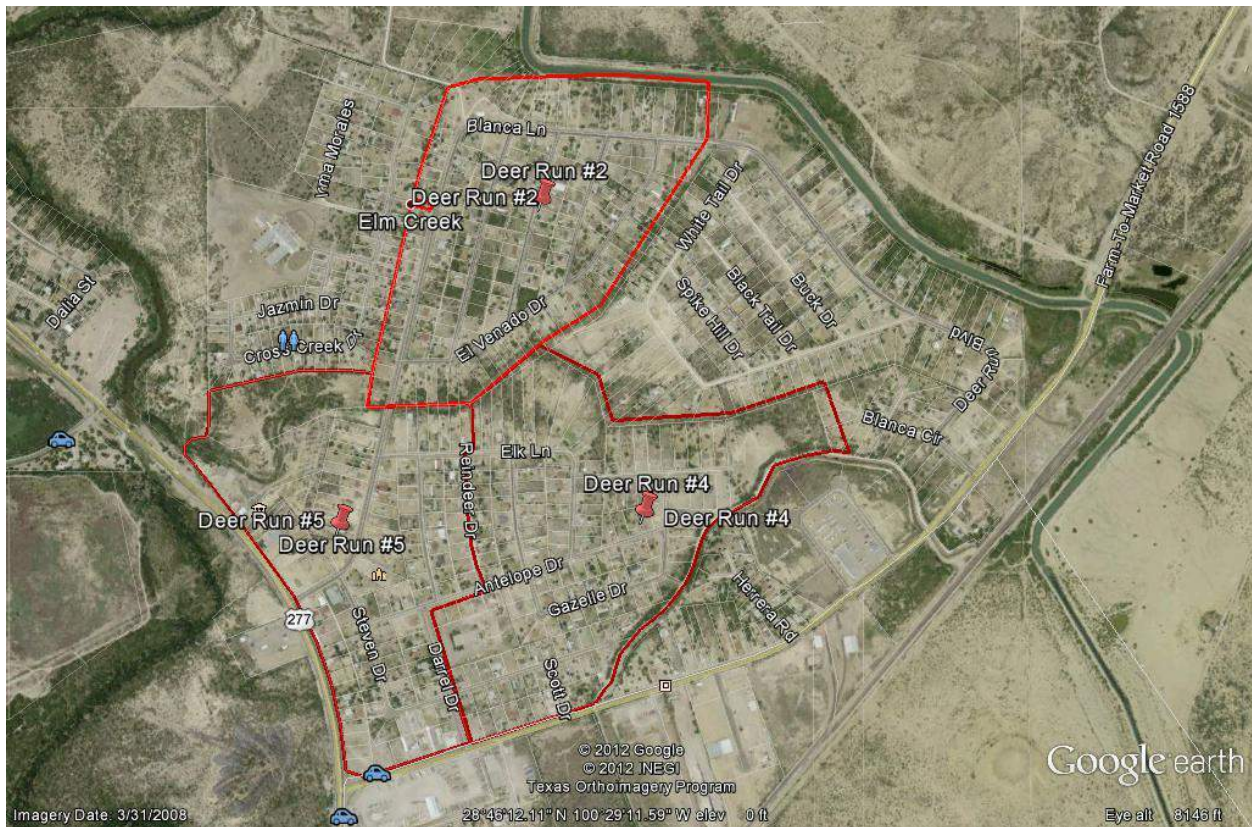 Blanca Ln
Irma Morales
Farm-To-Market Road 1588
Deer Run #2
Deer Run #2
White Tail Dr
Elm Creek
Dalia St
Buck Dr
Black Tail Dr
Spike Hill Dr
Jazmin Dr
El Venado Dr
Cross Creek
Deer Run Blvd
Blanca Cir
Reindeer Dr
Elk Ln
Deer Run #4
Deer Run #4
Deer Run #5
Deer Run #5
Antelope Dr
Gazelle Dr
Herrera Rd
277
Steven Dr
Darrel Dr
Scott Dr
© 2012 Google
© 2012 INEGI
Texas Orthoimagery Program
Google earth
Imagery Date: 3/31/2008
28°46'12.11" N 100°29'11.59" W elev 0 ft
Eye alt 8146 ft